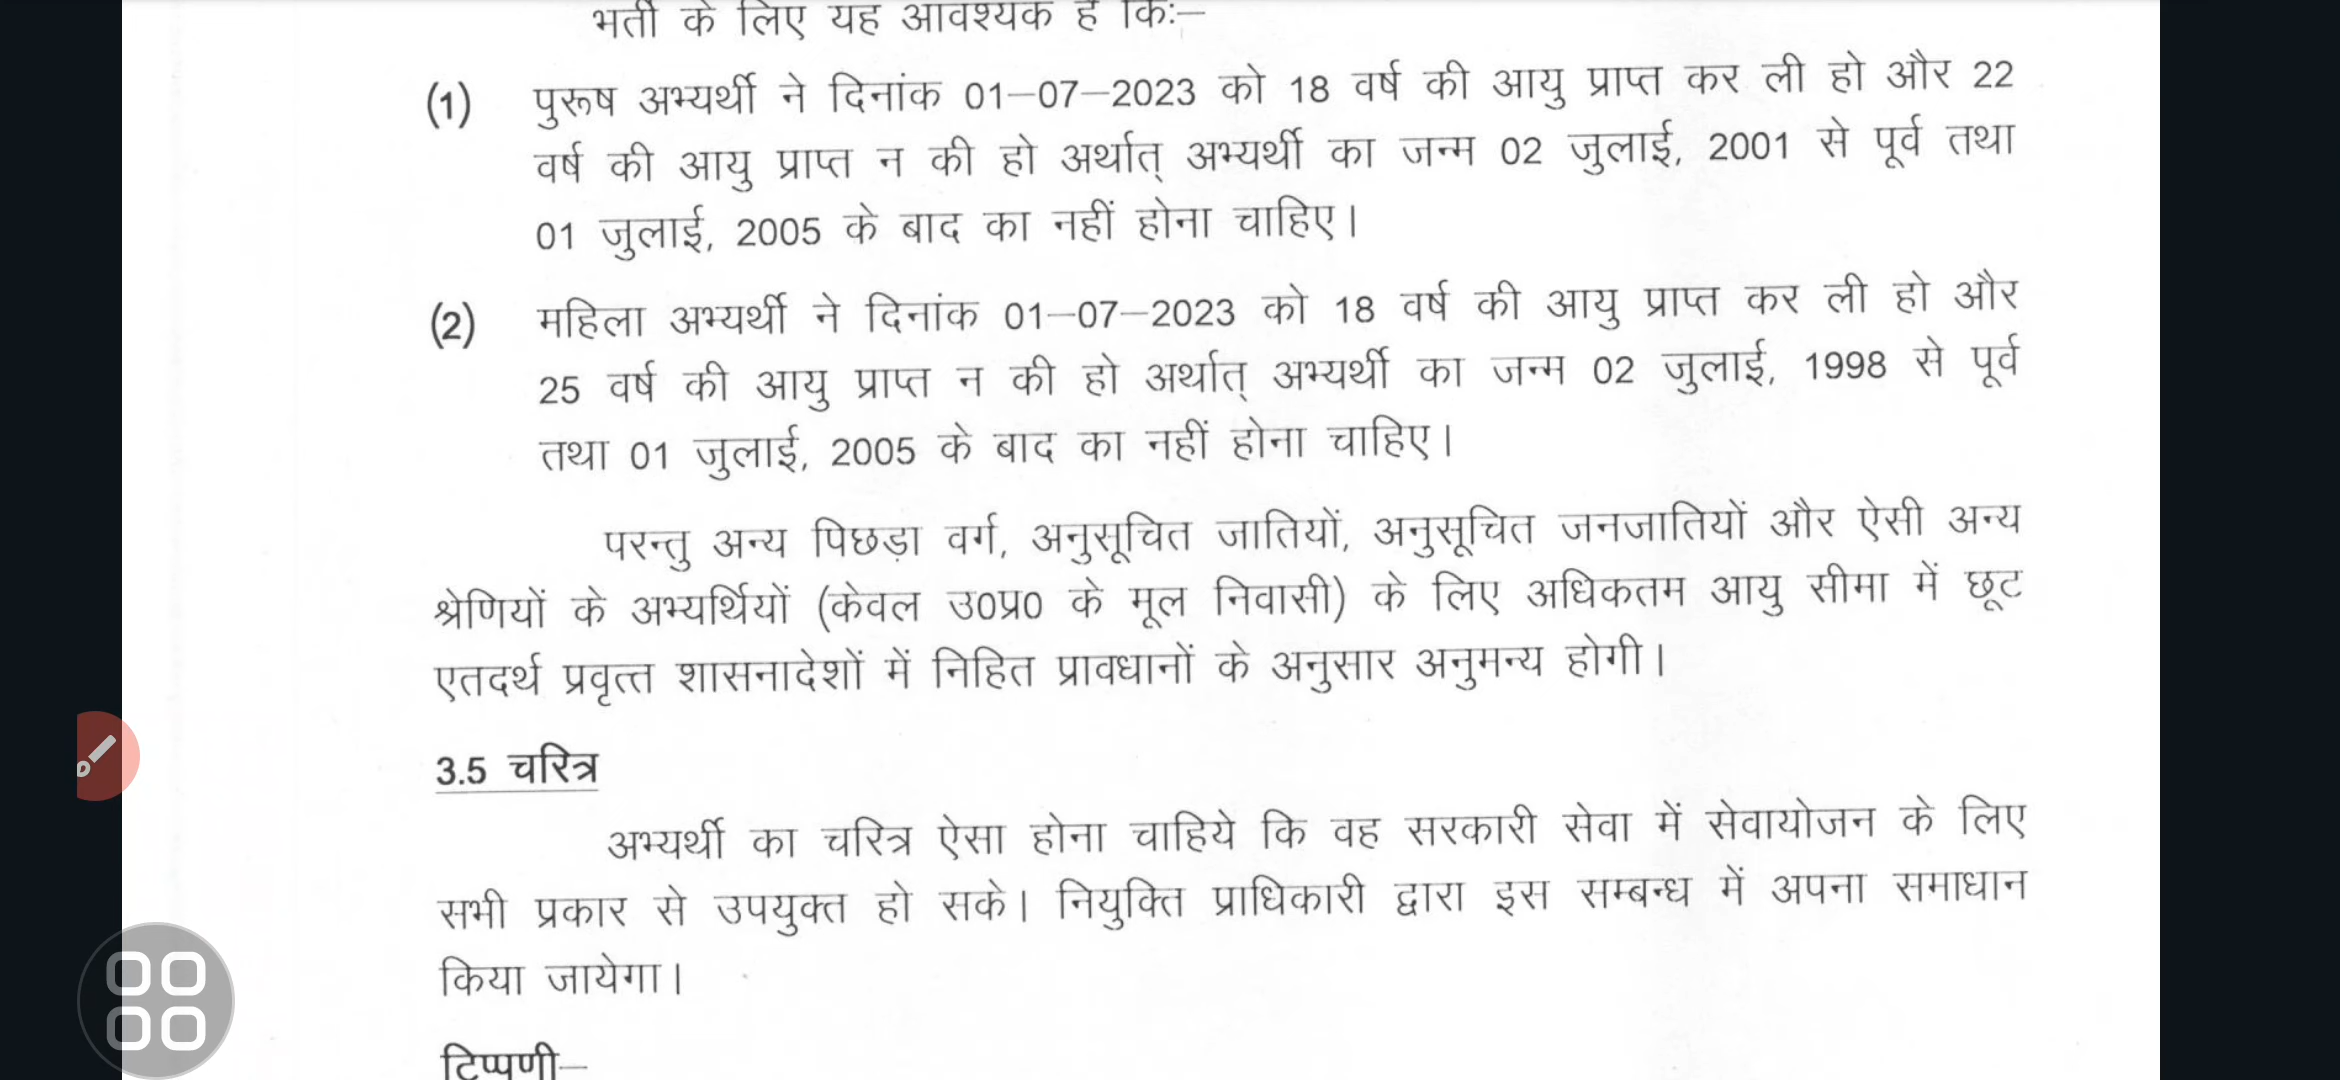 भर्ती के लिए यह आवश्यक है कि:–
(1) पुरूष अभ्यर्थी ने दिनांक 01–07–2023 को 18 वर्ष की आयु प्राप्त कर ली हो और 22
वर्ष की आयु प्राप्त न की हो अर्थात् अभ्यर्थी का जन्म 02 जुलाई, 2001 से पूर्व तथा
01 जुलाई, 2005 के बाद का नहीं होना चाहिए।
(2) महिला अभ्यर्थी ने दिनांक 01–07–2023 को 18 वर्ष की आयु प्राप्त कर ली हो और
25 वर्ष की आयु प्राप्त न की हो अर्थात् अभ्यर्थी का जन्म 02 जुलाई, 1998 से पूर्व
तथा 01 जुलाई, 2005 के बाद का नहीं होना चाहिए।
परन्तु अन्य पिछड़ा वर्ग, अनुसूचित जातियों, अनुसूचित जनजातियों और ऐसी अन्य
श्रेणियों के अभ्यर्थियों (केवल उ0प्र0 के मूल निवासी) के लिए अधिकतम आयु सीमा में छूट
एतदर्थ प्रवृत्त शासनादेशों में निहित प्रावधानों के अनुसार अनुमन्य होगी।
3.5 चरित्र
अभ्यर्थी का चरित्र ऐसा होना चाहिये कि वह सरकारी सेवा में सेवायोजन के लिए
सभी प्रकार से उपयुक्त हो सके। नियुक्ति प्राधिकारी द्वारा इस सम्बन्ध में अपना समाधान
किया जायेगा।
टिप्पणी–